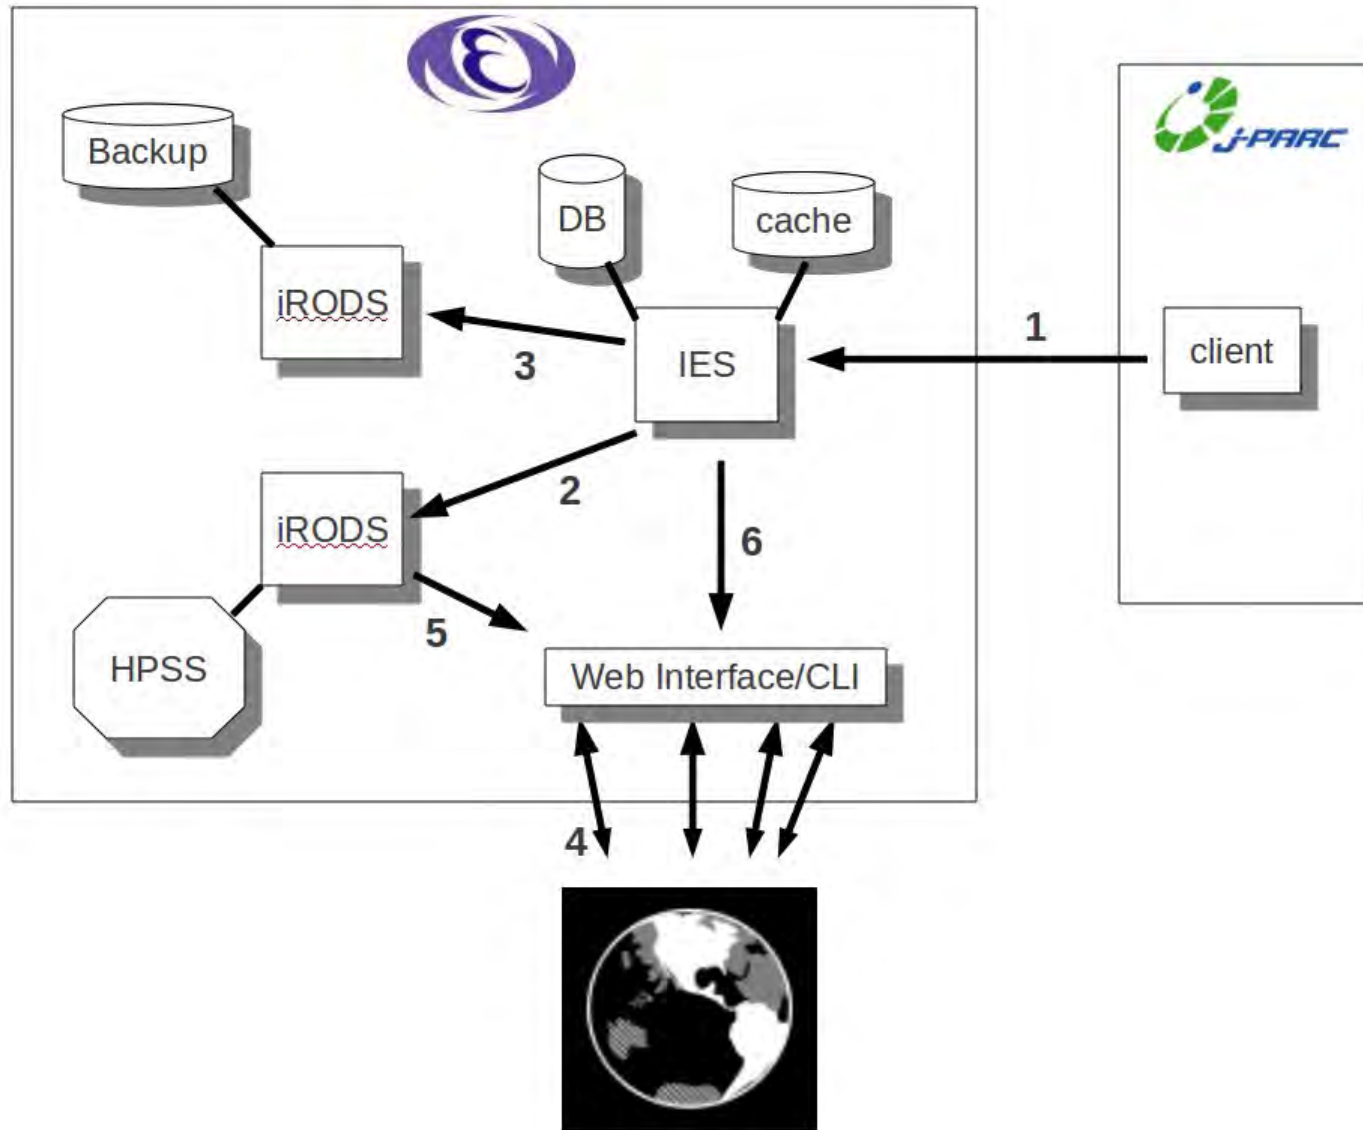 J-PARC
Backup
DB
cache
iRODS
1
IES
client
3
2
iRODS
6
5
HPSS
Web Interface/CLI
4